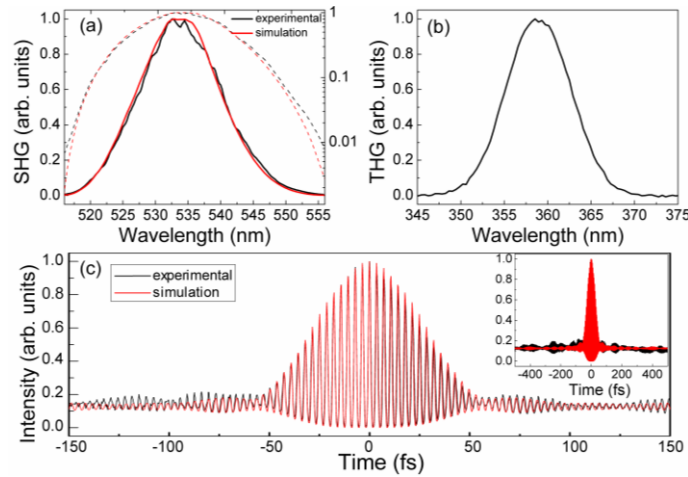 (a)
experimental
simulation
SHG (arb. units)
1.0
0.8
0.6
0.4
0.2
0.0
1
0.1
0.01
520 525 530 535 540 545 550 555
Wavelength (nm)
(b)
THG (arb. units)
1.0
0.8
0.6
0.4
0.2
0.0
345 350 355 360 365 370 375
Wavelength (nm)
(c)
experimental
simulation
Intensity (arb. units)
1.0
0.8
0.6
0.4
0.2
0.0
-150 -100 -50 0 50 100 150
Time (fs)
1.0
0.8
0.6
0.4
0.2
0.0
-400 -200 0 200 400
Time (fs)